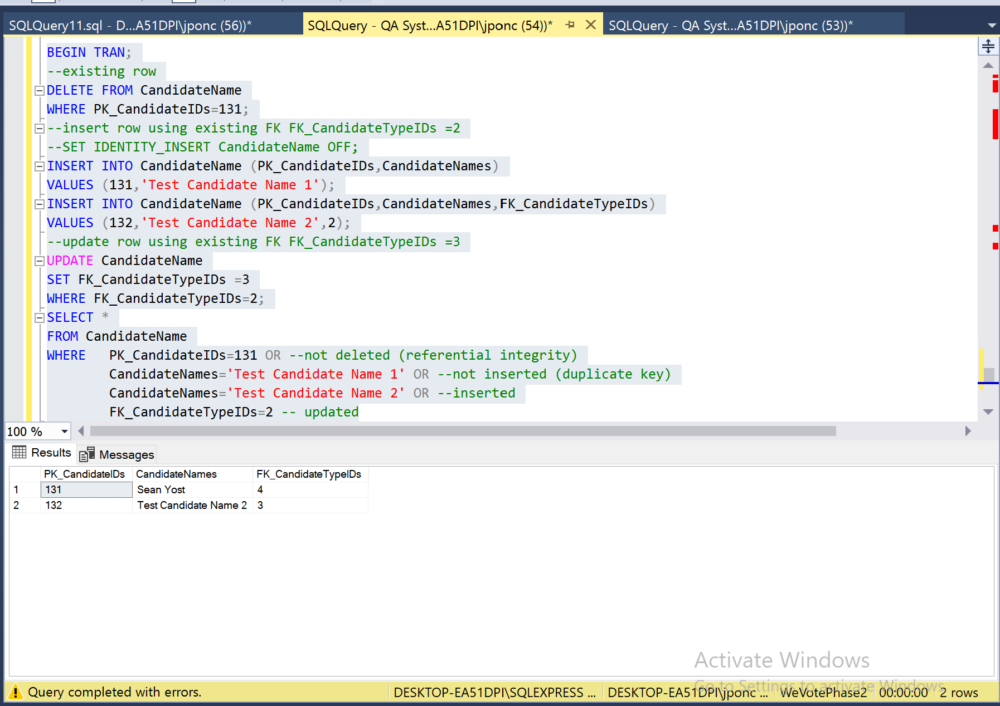 SQLQuery11.sql - D...A51DPI\jponc (56))*
SQLQuery - QA Syst...A51DPI\jponc (54))*
SQLQuery - QA Syst...A51DPI\jponc (53))*
BEGIN TRAN;
--existing row
DELETE FROM CandidateName
WHERE PK_CandidateIDs=131;
--insert row using existing FK FK_CandidateTypeIDs =2
--SET IDENTITY_INSERT CandidateName OFF;
INSERT INTO CandidateName (PK_CandidateIDs,CandidateNames)
VALUES (131,'Test Candidate Name 1');
INSERT INTO CandidateName (PK_CandidateIDs,CandidateNames,FK_CandidateTypeIDs)
VALUES (132,'Test Candidate Name 2',2);
--update row using existing FK FK_CandidateTypeIDs =3
UPDATE CandidateName
SET FK_CandidateTypeIDs =3
WHERE FK_CandidateTypeIDs=2;
SELECT *
FROM CandidateName
WHERE PK_CandidateIDs=131 OR --not deleted (referential integrity)
CandidateNames='Test Candidate Name 1' OR --not inserted (duplicate key)
CandidateNames='Test Candidate Name 2' OR --inserted
FK_CandidateTypeIDs=2 -- updated
100 %
Results Messages
PK_CandidateIDs CandidateNames FK_CandidateTypeIDs
1 131 Sean Yost 4
2 132 Test Candidate Name 2 3
Activate Windows
Go to Settings to activate Windows.
Query completed with errors. DESKTOP-EA51DPI\SQLEXPRESS ... DESKTOP-EA51DPI\jponc ... WeVotePhase2 00:00:00 2 rows